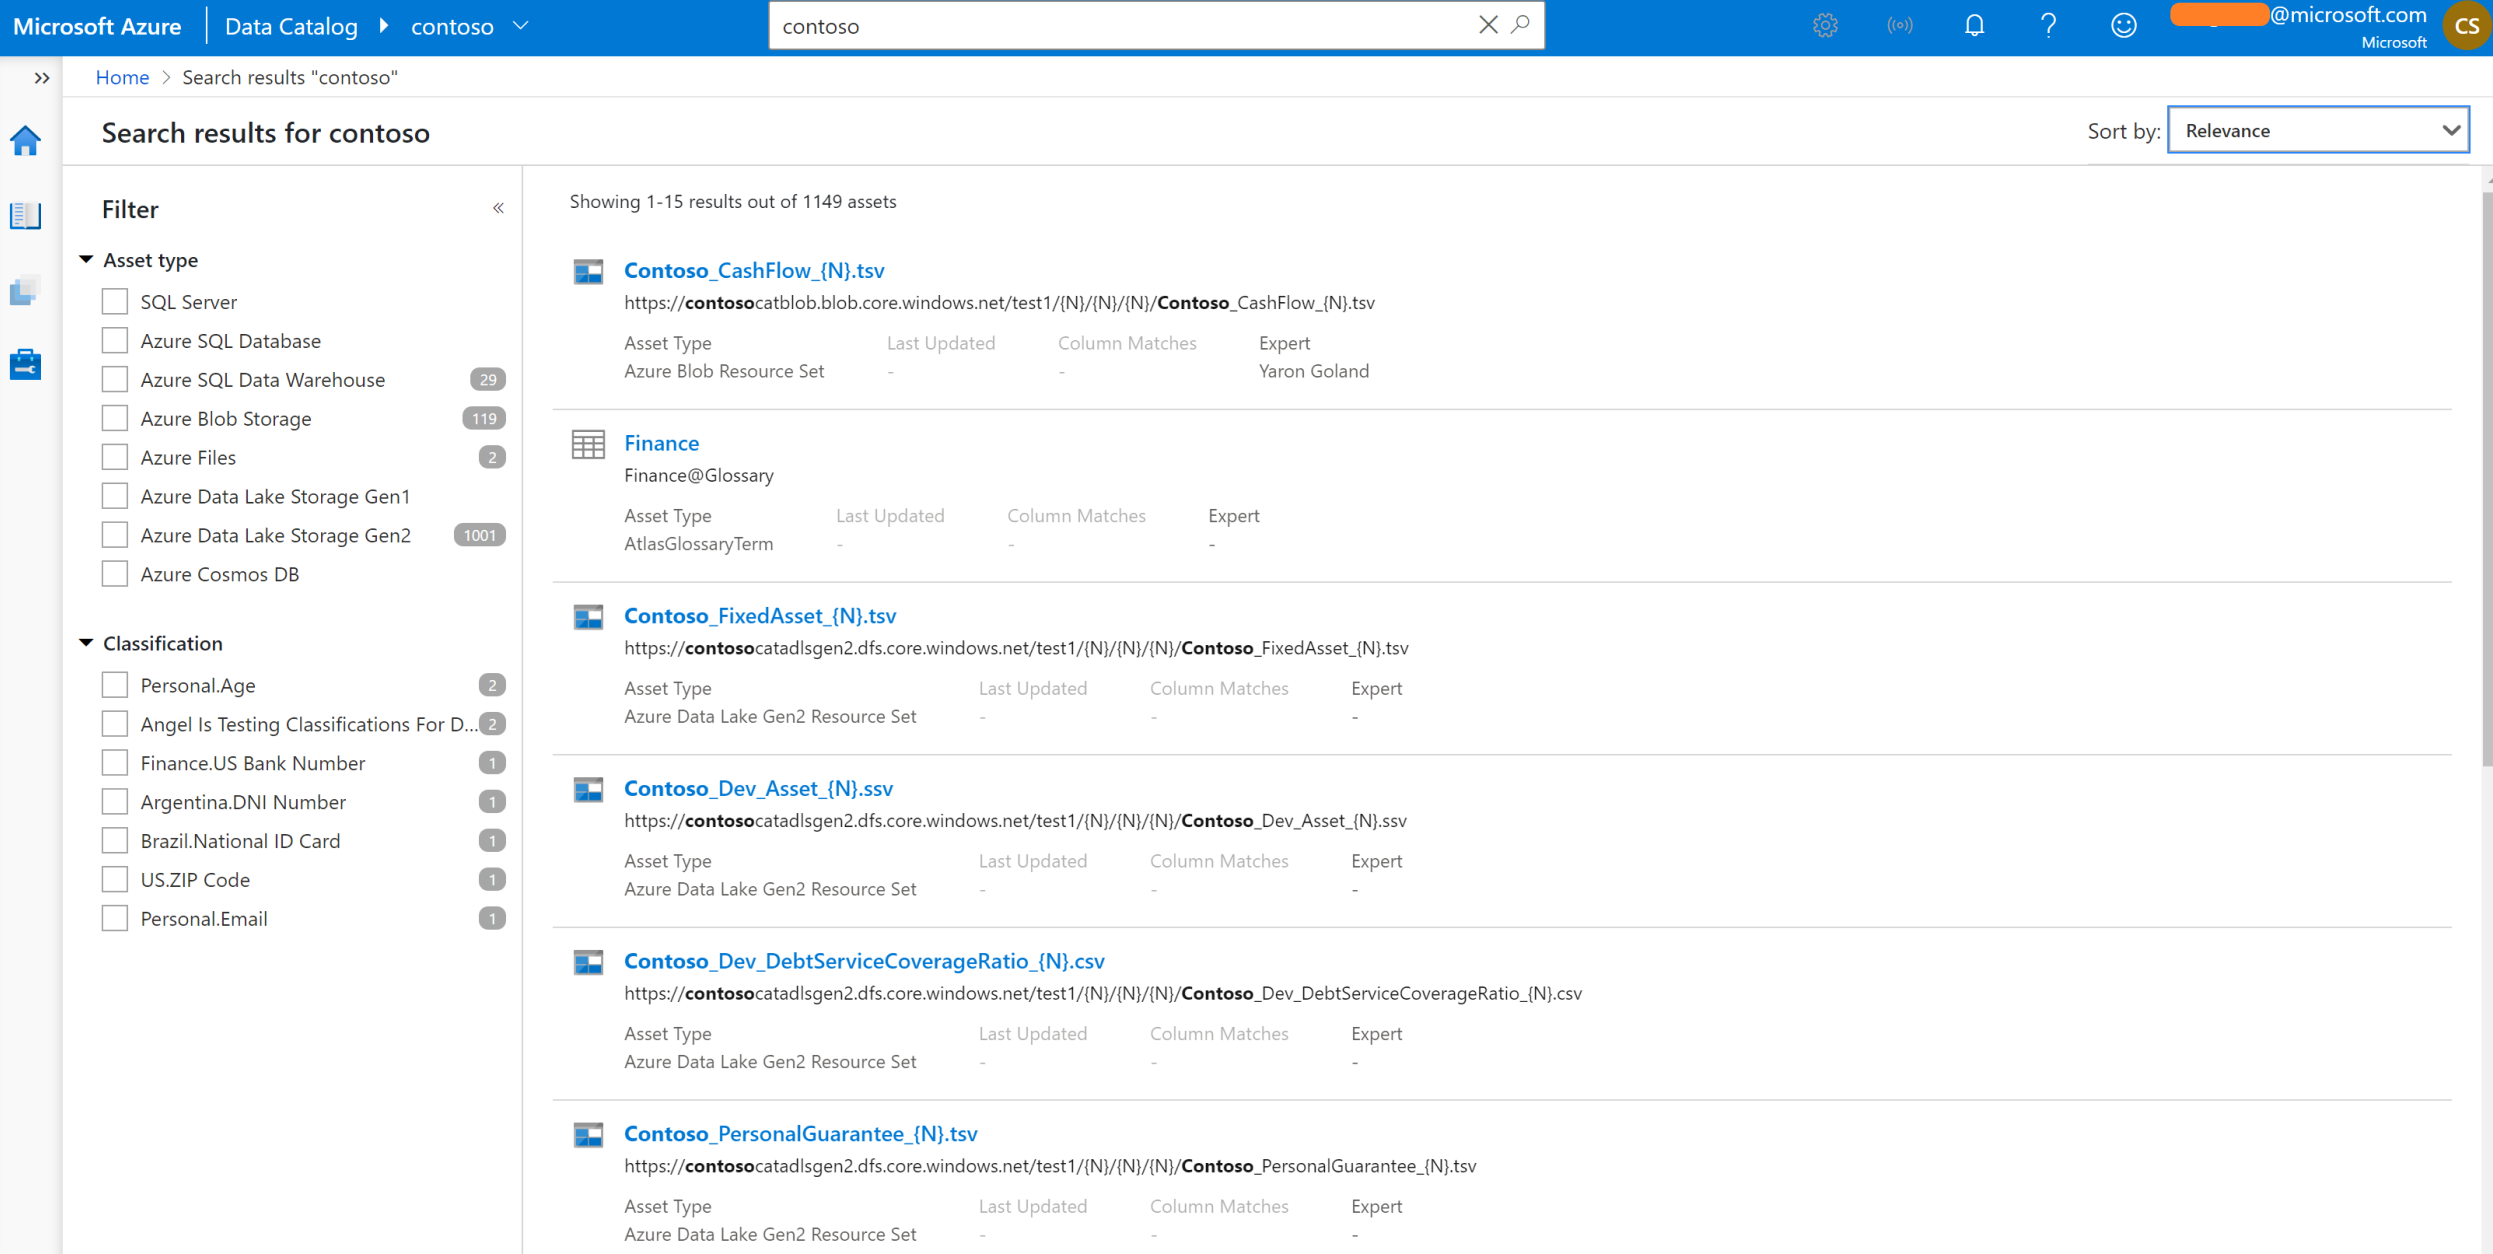 Microsoft Azure
Data Catalog
contoso
contoso
@microsoft.com
Microsoft
CS
Home > Search results "contoso"
Search results for contoso
Sort by: Relevance
Filter
Asset type
SQL Server
Azure SQL Database
Azure SQL Data Warehouse 29
Azure Blob Storage 119
Azure Files 2
Azure Data Lake Storage Gen1
Azure Data Lake Storage Gen2 1001
Azure Cosmos DB
Classification
Personal.Age 2
Angel Is Testing Classifications For D... 2
Finance.US Bank Number 1
Argentina.DNI Number 1
Brazil.National ID Card 1
US.ZIP Code 1
Personal.Email 1
Showing 1-15 results out of 1149 assets
Contoso_CashFlow_{N}.tsv
https://contosocatblob.blob.core.windows.net/test1/{N}/{N}/{N}/Contoso_CashFlow_{N}.tsv
Asset Type Last Updated Column Matches Expert
Azure Blob Resource Set - - Yaron Goland
Finance
Finance@Glossary
Asset Type Last Updated Column Matches Expert
AtlasGlossaryTerm - - -
Contoso_FixedAsset_{N}.tsv
https://contosocatadlsgen2.dfs.core.windows.net/test1/{N}/{N}/{N}/Contoso_FixedAsset_{N}.tsv
Asset Type Last Updated Column Matches Expert
Azure Data Lake Gen2 Resource Set - - -
Contoso_Dev_Asset_{N}.ssv
https://contosocatadlsgen2.dfs.core.windows.net/test1/{N}/{N}/{N}/Contoso_Dev_Asset_{N}.ssv
Asset Type Last Updated Column Matches Expert
Azure Data Lake Gen2 Resource Set - - -
Contoso_Dev_DebtServiceCoverageRatio_{N}.csv
https://contosocatadlsgen2.dfs.core.windows.net/test1/{N}/{N}/{N}/Contoso_Dev_DebtServiceCoverageRatio_{N}.csv
Asset Type Last Updated Column Matches Expert
Azure Data Lake Gen2 Resource Set - - -
Contoso_PersonalGuarantee_{N}.tsv
https://contosocatadlsgen2.dfs.core.windows.net/test1/{N}/{N}/{N}/Contoso_PersonalGuarantee_{N}.tsv
Asset Type Last Updated Column Matches Expert
Azure Data Lake Gen2 Resource Set - - -